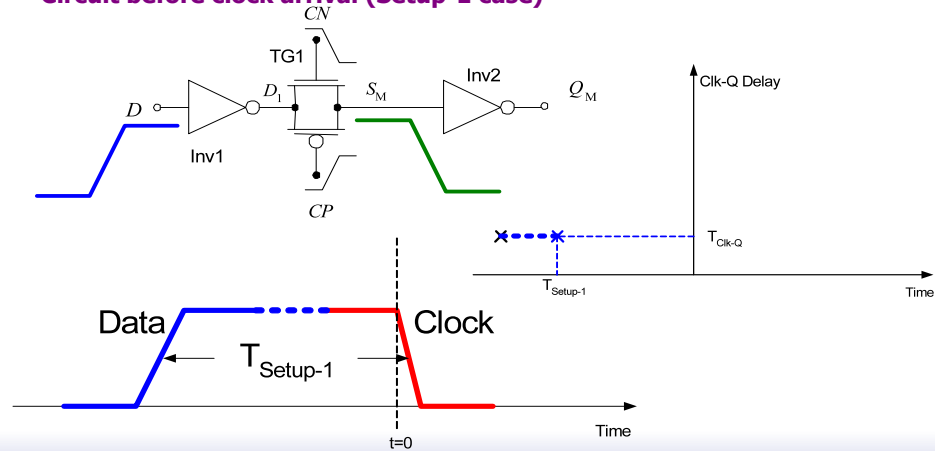 Circuit before clock arrival (Setup-1 case)
CN
TG1
Inv2
D
D1
SM
QM
Inv1
CP
Clk-Q Delay
TClk-Q
TSetup-1
Time
Data
Clock
TSetup-1
Time
t=0